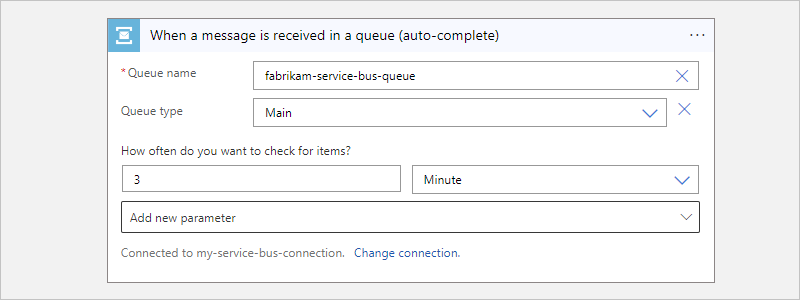 When a message is received in a queue (auto-complete)
* Queue name
fabrikam-service-bus-queue
Queue type
Main
How often do you want to check for items?
3
Minute
Add new parameter
Connected to my-service-bus-connection. Change connection.